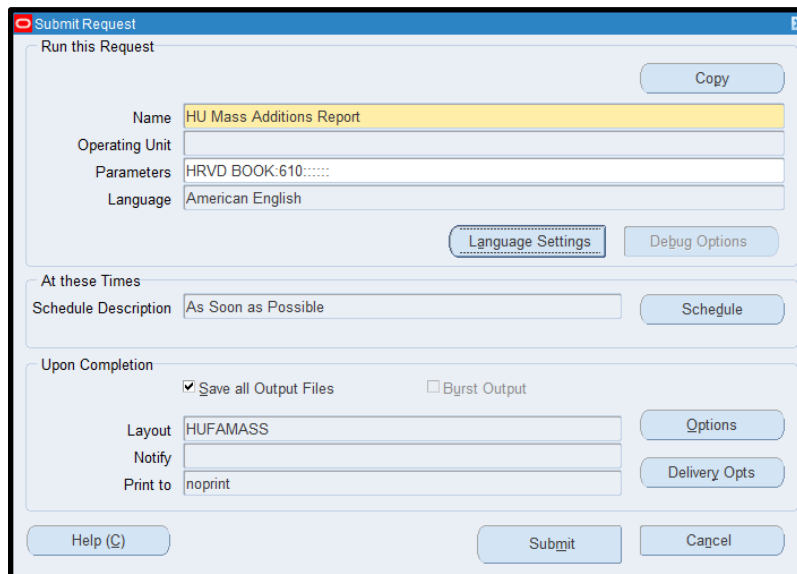 Submit Request
Run this Request
Copy
Name HU Mass Additions Report
Operating Unit
Parameters HRVD BOOK:610::::::
Language American English
Language Settings Debug Options
At these Times
Schedule Description As Soon as Possible Schedule
Upon Completion
Save all Output Files Burst Output
Layout HUFAMASS Options
Notify
Delivery Opts
Print to noprint
Help (C) Submit Cancel